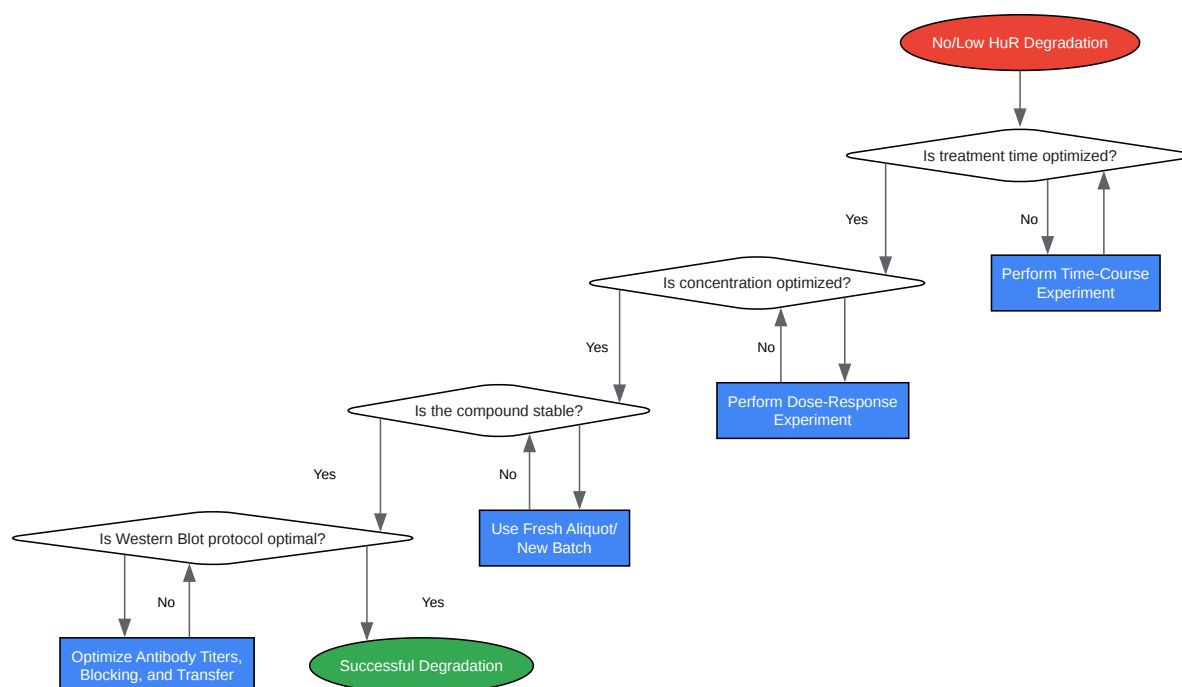 No/Low HuR Degradation
Is treatment time optimized?
Yes
No
Perform Time-Course
Experiment
Is concentration optimized?
Yes
No
Perform Dose-Response
Experiment
Is the compound stable?
Yes
No
Use Fresh Aliquot/
New Batch
Is Western Blot protocol optimal?
No
Yes
Optimize Antibody Titers,
Blocking, and Transfer
Successful Degradation